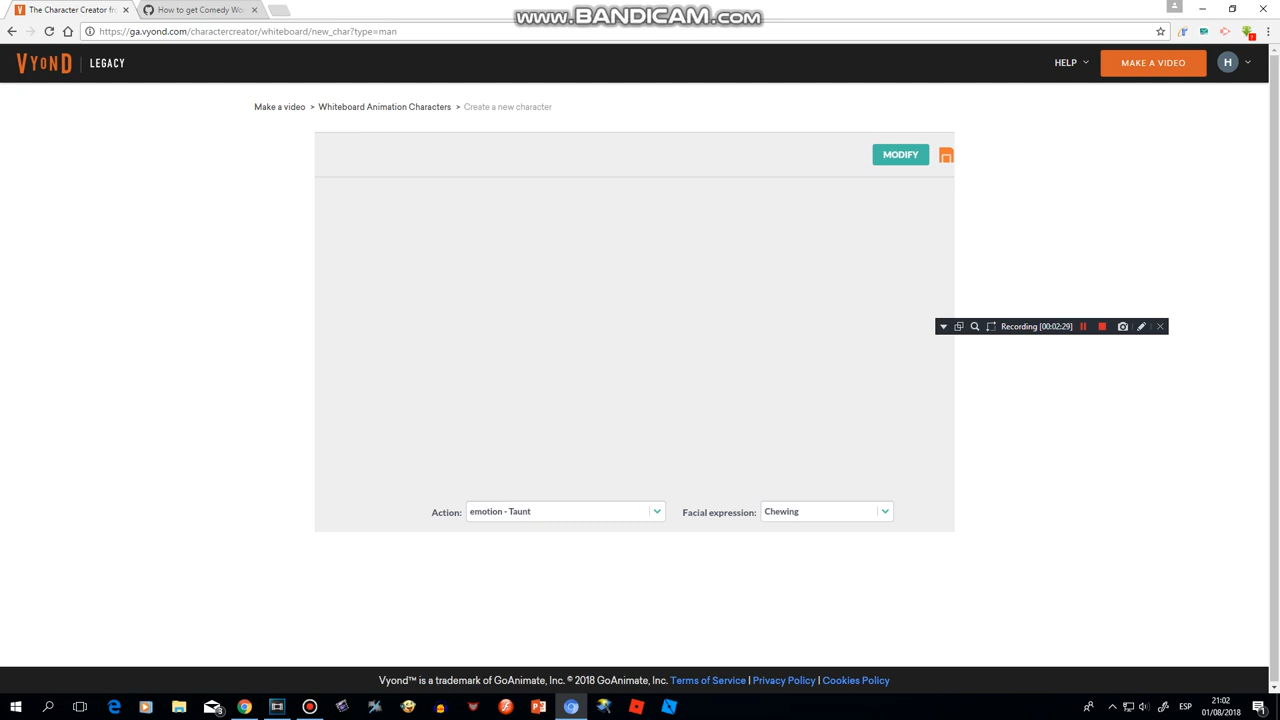 The Character Creator fro
How to get Comedy Wo
www.BANDICAM.com
https://ga.vyond.com/charactercreator/whiteboard/new_char?type=man
VYOND LEGACY
HELP
MAKE A VIDEO
H
Make a video > Whiteboard Animation Characters > Create a new character
MODIFY
Recording [00:02:29]
Action: emotion - Taunt
Facial expression: Chewing
Vyond™ is a trademark of GoAnimate, Inc. © 2018 GoAnimate, Inc. Terms of Service | Privacy Policy | Cookies Policy
ESP
21:02
01/08/2018